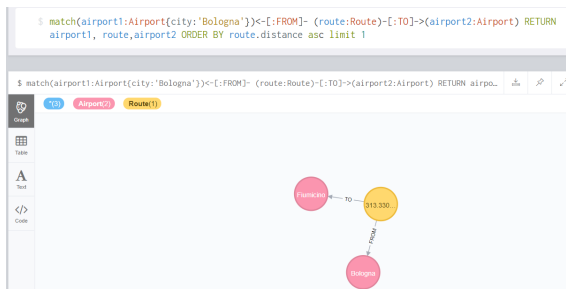 $ match(airport1:Airport{city:'Bologna'})<-[:FROM]- (route:Route)-[:TO]->(airport2:Airport) RETURN
airport1, route,airport2 ORDER BY route.distance asc limit 1
$ match(airport1:Airport{city:'Bologna'})<-[:FROM]- (route:Route)-[:TO]->(airport2:Airport) RETURN airpo…
*(3) Airport(2) Route(1)
Graph
Table
A
Text
</>
Code
Fiumicino
TO
313.330...
FROM
Bologna